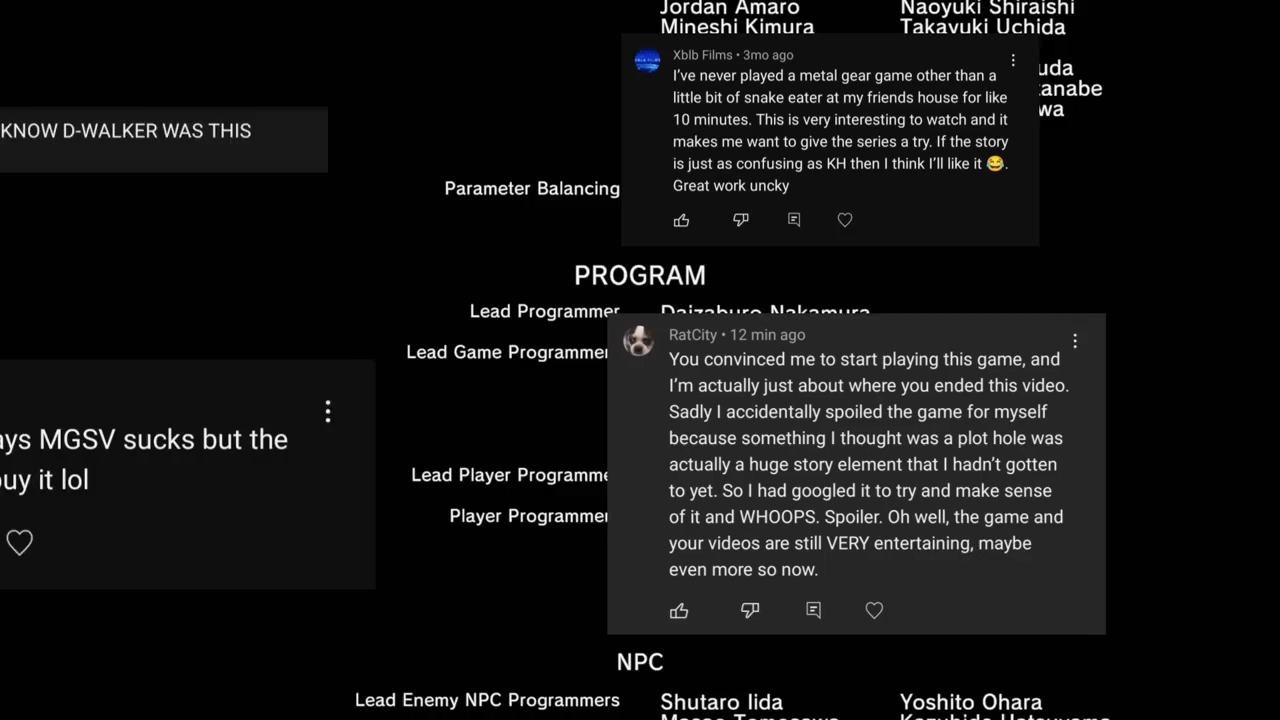 Jordan Amaro
Naoyuki Shiraishi
Mineshi Kimura
Takayuki Uchida
Xblb Films • 3mo ago
I've never played a metal gear game other than a
little bit of snake eater at my friends house for like
10 minutes. This is very interesting to watch and it
makes me want to give the series a try. If the story
is just as confusing as KH then I think I'll like it 😂.
Great work uncky
uda
anabe
wa
KNOW D-WALKER WAS THIS
Parameter Balancing
PROGRAM
Lead Programmer
Daizaburo Nakamura
Lead Game Programmer
RatCity • 12 min ago
You convinced me to start playing this game, and
I'm actually just about where you ended this video.
Sadly I accidentally spoiled the game for myself
because something I thought was a plot hole was
actually a huge story element that I hadn't gotten
to yet. So I had googled it to try and make sense
of it and WHOOPS. Spoiler. Oh well, the game and
your videos are still VERY entertaining, maybe
even more so now.
ays MGSV sucks but the
uy it lol
Lead Player Programme
Player Programmer
NPC
Lead Enemy NPC Programmers
Shutaro Iida
Yoshito Ohara